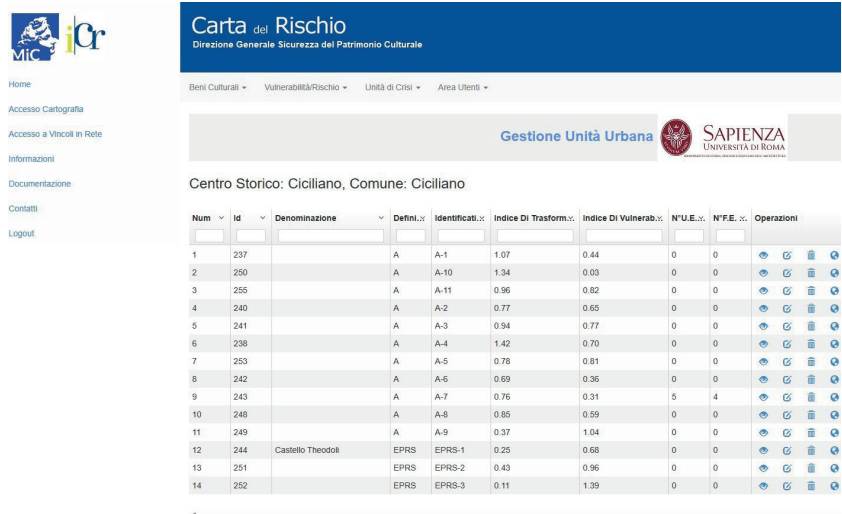 MiC iCr
Carta del Rischio
Direzione Generale Sicurezza del Patrimonio Culturale
Home
Accesso Cartografia
Accesso a Vincoli in Rete
Informazioni
Documentazione
Contatti
Logout
Beni Culturali Vulnerabilità/Rischio Unità di Crisi Area Utenti
Gestione Unità Urbana
SAPIENZA
UNIVERSITÀ DI ROMA
Centro Storico: Ciciliano, Comune: Ciciliano
Num Id Denominazione Defini... Identificati... Indice Di Trasform... Indice Di Vulnerab... N°U.E.... N°F.E. ... Operazioni
1 237 A A-1 1.07 0.44 0 0
2 250 A A-10 1.34 0.03 0 0
3 255 A A-11 0.96 0.82 0 0
4 240 A A-2 0.77 0.65 0 0
5 241 A A-3 0.94 0.77 0 0
6 238 A A-4 1.42 0.70 0 0
7 253 A A-5 0.78 0.81 0 0
8 242 A A-6 0.69 0.36 0 0
9 243 A A-7 0.76 0.31 5 4
10 248 A A-8 0.85 0.59 0 0
11 249 A A-9 0.37 1.04 0 0
12 244 Castello Theodoli EPRS EPRS-1 0.25 0.68 0 0
13 251 EPRS EPRS-2 0.43 0.96 0 0
14 252 EPRS EPRS-3 0.11 1.39 0 0